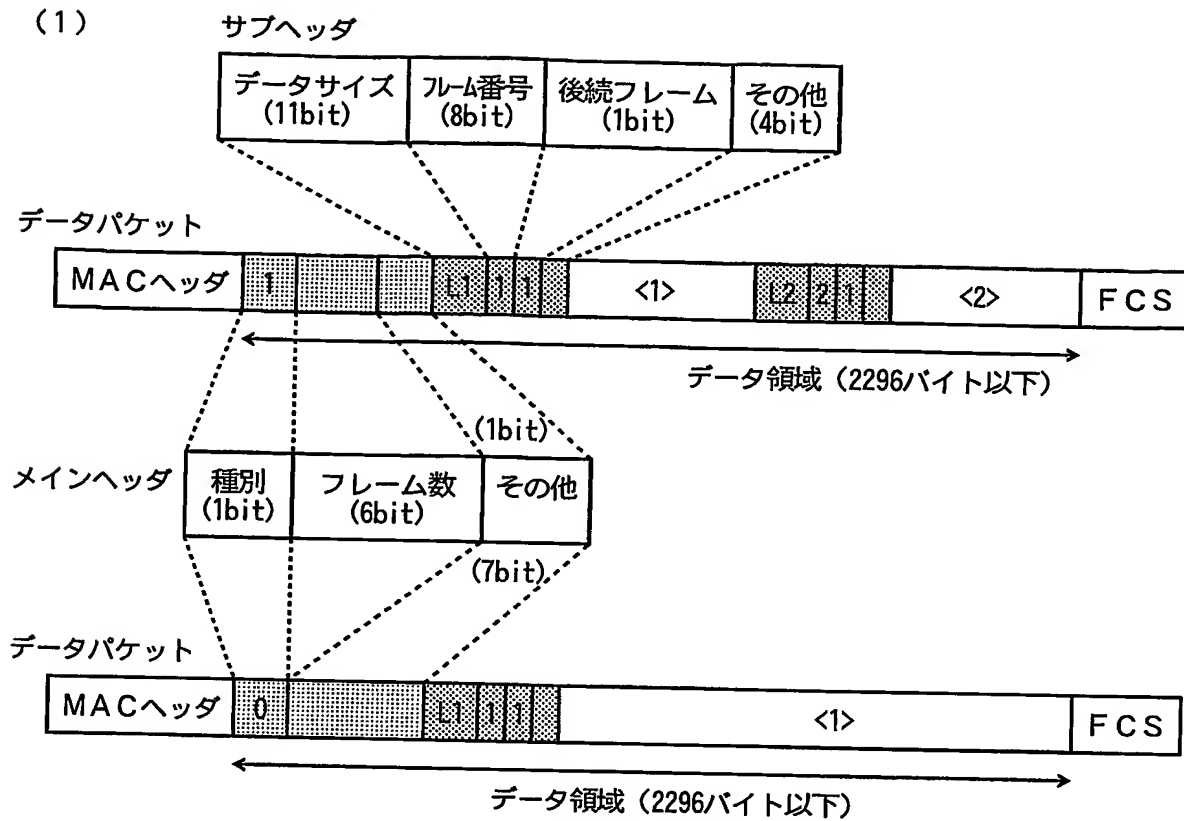 (1)
サブヘッダ
データサイズ フレーム番号 後続フレーム その他
(11bit) (8bit) (1bit) (4bit)
データパケット
MACヘッダ 1 L1 1 1 <1> L2 2 1 <2> FCS
データ領域（2296バイト以下）
(1bit)
メインヘッダ 種別 フレーム数 その他
(1bit) (6bit)
(7bit)
データパケット
MACヘッダ 0 L1 1 1 <1> FCS
データ領域（2296バイト以下）